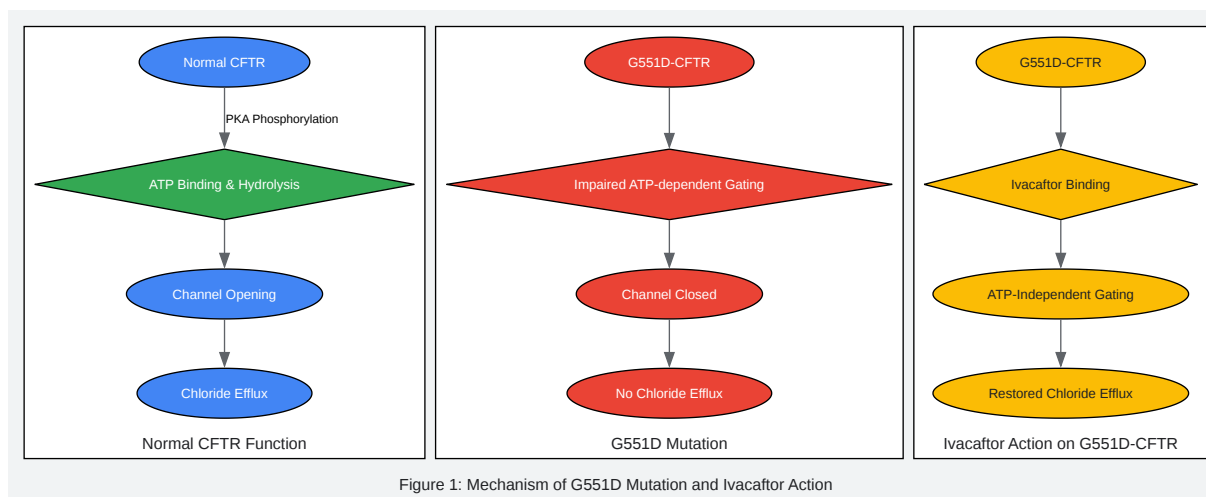 Normal CFTR
PKA Phosphorylation
ATP Binding & Hydrolysis
Channel Opening
Chloride Efflux
Normal CFTR Function
G551D-CFTR
Impaired ATP-dependent Gating
Channel Closed
No Chloride Efflux
G551D Mutation
G551D-CFTR
Ivacaftor Binding
ATP-Independent Gating
Restored Chloride Efflux
Ivacaftor Action on G551D-CFTR
Figure 1: Mechanism of G551D Mutation and Ivacaftor Action